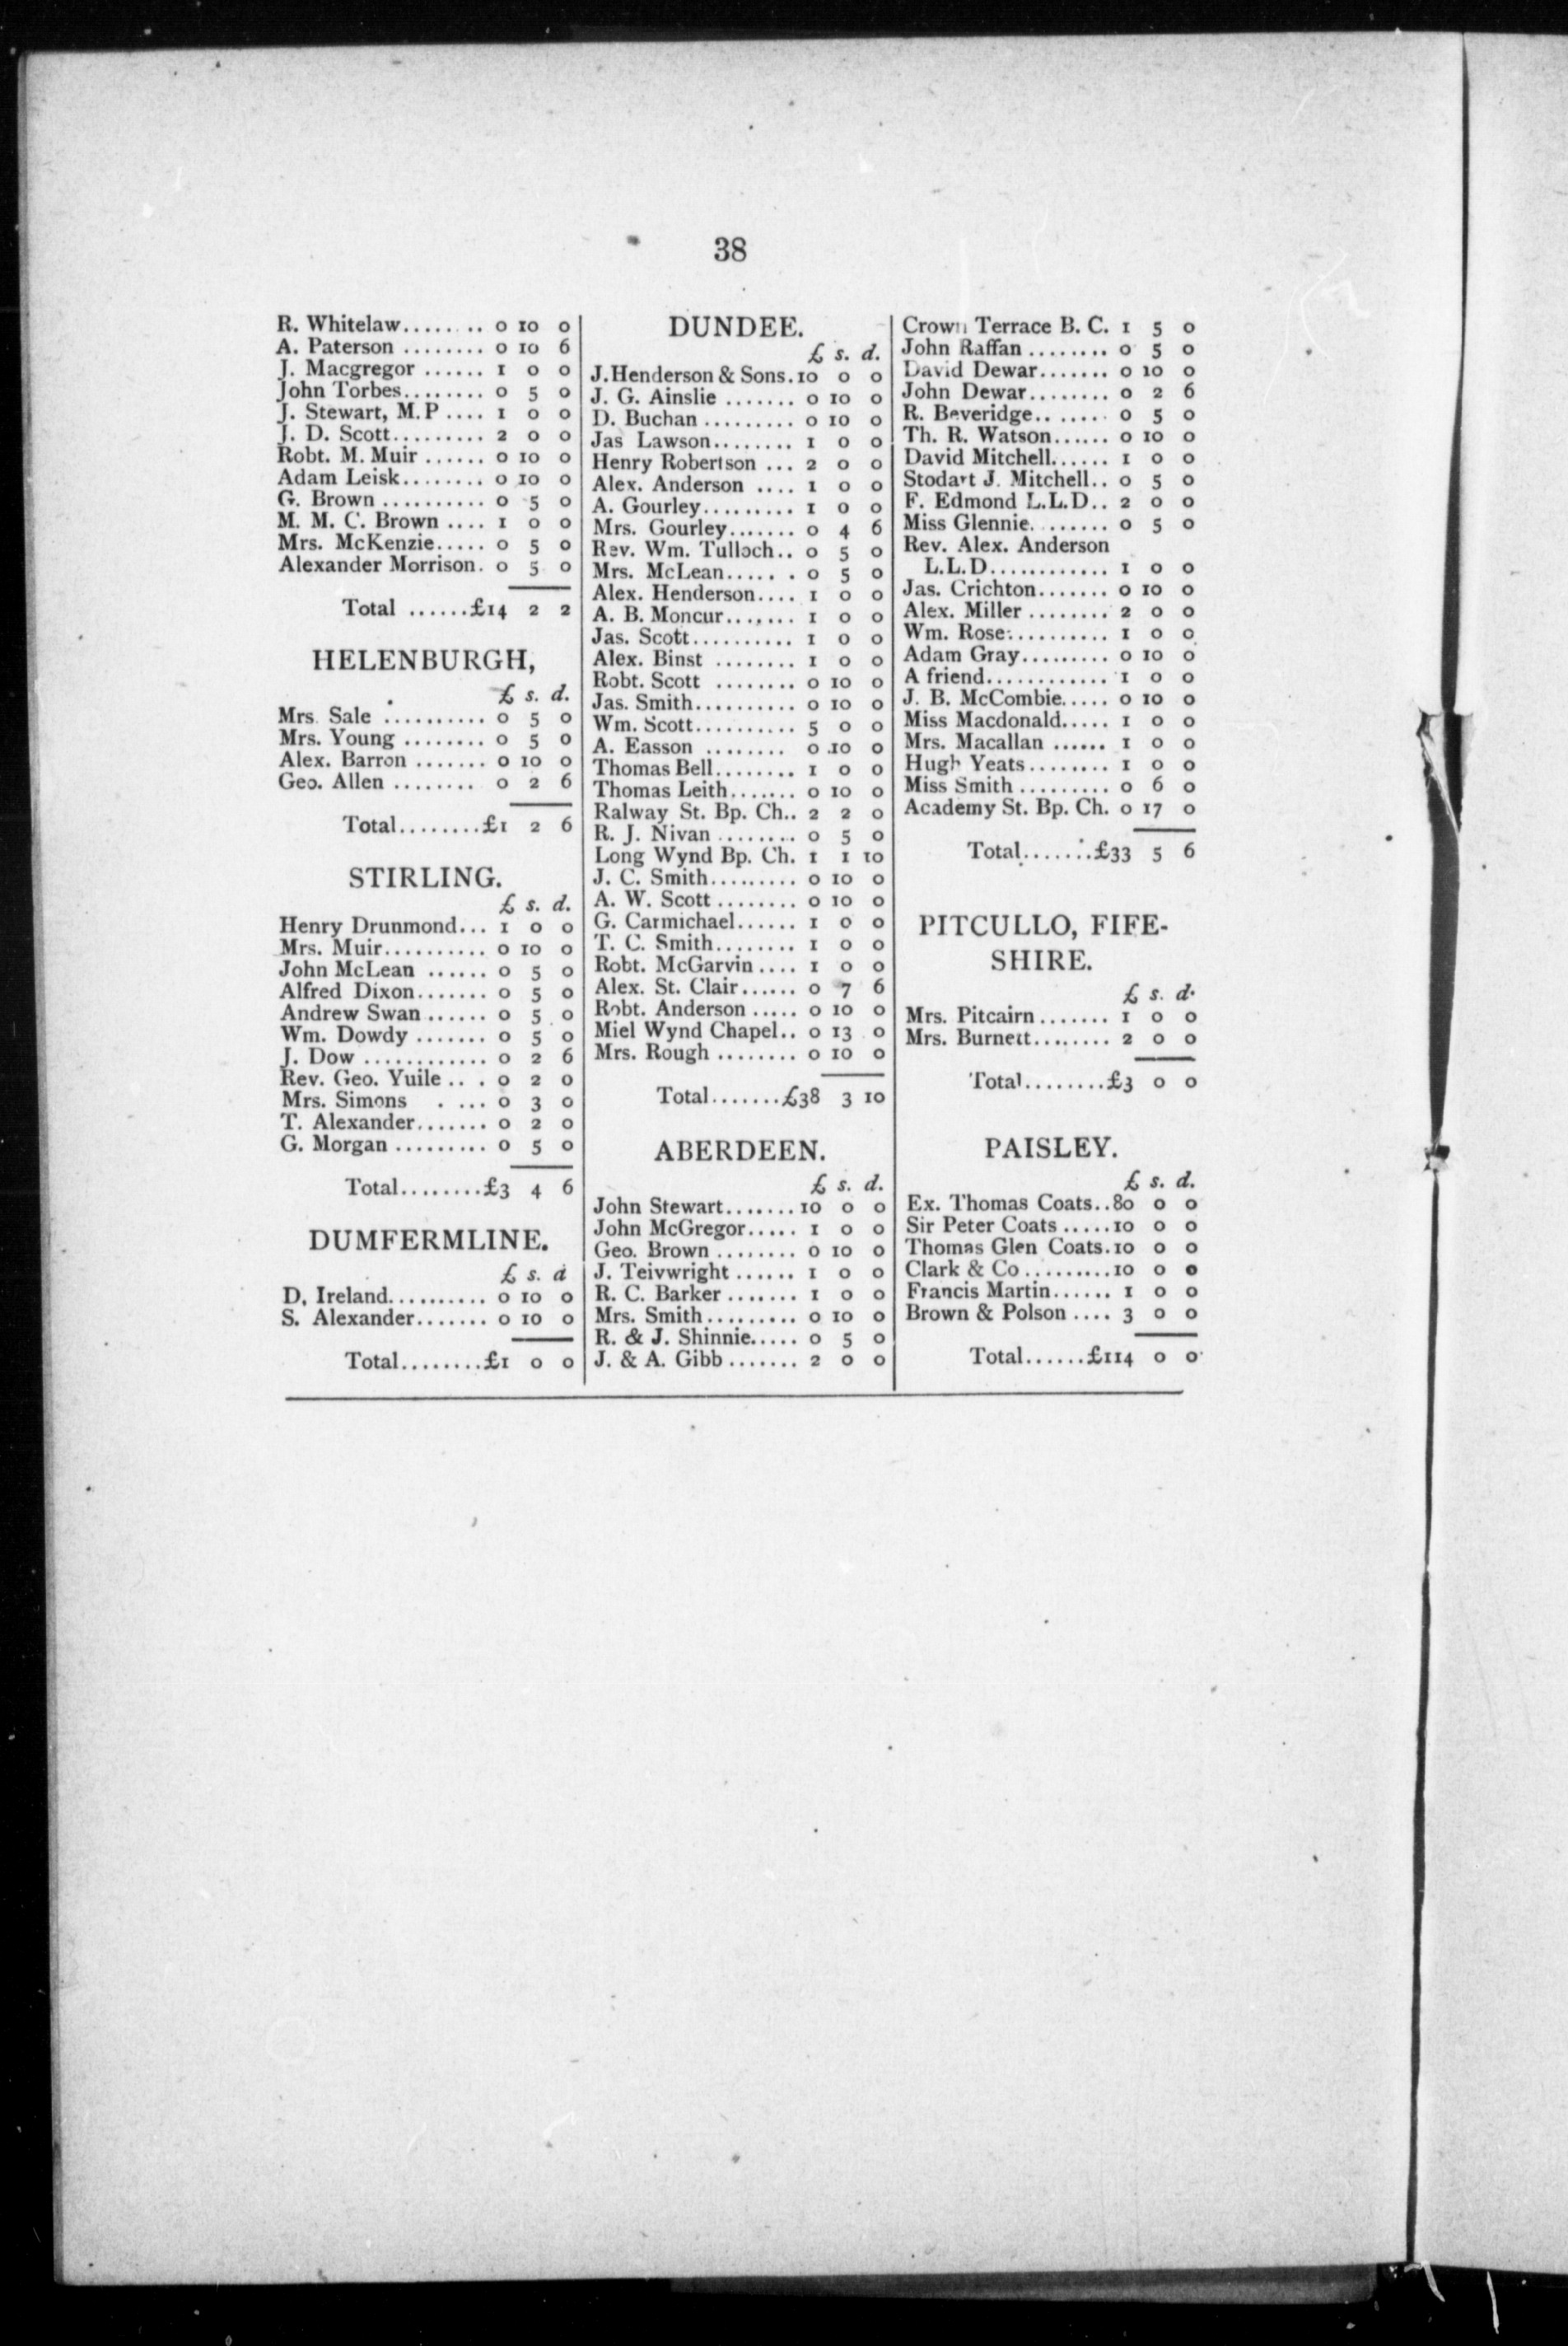 38
R. Whitelaw........ 0 10 0
A. Paterson ........ 0 10 6
J. Macgregor ...... 1 0 0
John Torbes........ 0 5 0
J. Stewart, M.P .... 1 0 0
J. D. Scott......... 2 0 0
Robt. M. Muir ...... 0 10 0
Adam Leisk........ 0 10 0
G. Brown .......... 0 5 0
M. M. C. Brown .... 1 0 0
Mrs. McKenzie..... 0 5 0
Alexander Morrison. 0 5 0
Total ......£14 2 2
HELENBURGH,
£ s. d.
Mrs. Sale .......... 0 5 0
Mrs. Young ........ 0 5 0
Alex. Barron ....... 0 10 0
Geo. Allen ........ 0 2 6
Total........£1 2 6
STIRLING.
£ s. d.
Henry Drunmond... 1 0 0
Mrs. Muir.......... 0 10 0
John McLean ...... 0 5 0
Alfred Dixon....... 0 5 0
Andrew Swan ...... 0 5 0
Wm. Dowdy ....... 0 5 0
J. Dow ............ 0 2 6
Rev. Geo. Yuile .. . 0 2 0
Mrs. Simons . ... 0 3 0
T. Alexander....... 0 2 0
G. Morgan ......... 0 5 0
Total........£3 4 6
DUMFERMLINE.
£ s. d
D, Ireland.......... 0 10 0
S. Alexander....... 0 10 0
Total........£1 0 0
DUNDEE.
£ s. d.
J.Henderson & Sons.10 0 0
J. G. Ainslie ....... 0 10 0
D. Buchan ......... 0 10 0
Jas Lawson........ 1 0 0
Henry Robertson ... 2 0 0
Alex. Anderson .... 1 0 0
A. Gourley......... 1 0 0
Mrs. Gourley....... 0 4 6
Rev. Wm. Tulloch.. 0 5 0
Mrs. McLean...... . 0 5 0
Alex. Henderson.... 1 0 0
A. B. Moncur....... 1 0 0
Jas. Scott.......... 1 0 0
Alex. Binst ........ 1 0 0
Robt. Scott ........ 0 10 0
Jas. Smith.......... 0 10 0
Wm. Scott.......... 5 0 0
A. Easson ........ 0 10 0
Thomas Bell........ 1 0 0
Thomas Leith....... 0 10 0
Ralway St. Bp. Ch.. 2 2 0
R. J. Nivan ........ 0 5 0
Long Wynd Bp. Ch. 1 1 10
J. C. Smith......... 0 10 0
A. W. Scott ........ 0 10 0
G. Carmichael...... 1 0 0
T. C. Smith........ 1 0 0
Robt. McGarvin .... 1 0 0
Alex. St. Clair...... 0 7 6
Robt. Anderson ..... 0 10 0
Miel Wynd Chapel.. 0 13 0
Mrs. Rough ........ 0 10 0
Total.......£38 3 10
ABERDEEN.
£ s. d.
John Stewart.......10 0 0
John McGregor..... 1 0 0
Geo. Brown ........ 0 10 0
J. Teivwright ...... 1 0 0
R. C. Barker ....... 1 0 0
Mrs. Smith......... 0 10 0
R. & J. Shinnie..... 0 5 0
J. & A. Gibb ....... 2 0 0
Crown Terrace B. C. 1 5 0
John Raffan ........ 0 5 0
David Dewar....... 0 10 0
John Dewar........ 0 2 6
R. Beveridge....... 0 5 0
Th. R. Watson...... 0 10 0
David Mitchell...... 1 0 0
Stodart J. Mitchell.. 0 5 0
F. Edmond L.L.D.. 2 0 0
Miss Glennie........ 0 5 0
Rev. Alex. Anderson
L.L.D............ 1 0 0
Jas. Crichton....... 0 10 0
Alex. Miller ........ 2 0 0
Wm. Rose.......... 1 0 0
Adam Gray......... 0 10 0
A friend............ 1 0 0
J. B. McCombie..... 0 10 0
Miss Macdonald..... 1 0 0
Mrs. Macallan ...... 1 0 0
Hugh Yeats........ 1 0 0
Miss Smith ......... 0 6 0
Academy St. Bp. Ch. 0 17 0
Total.......£33 5 6
PITCULLO, FIFE-
SHIRE.
£ s. d.
Mrs. Pitcairn....... 1 0 0
Mrs. Burnett........ 2 0 0
Total........£3 0 0
PAISLEY.
£ s. d.
Ex. Thomas Coats..80 0 0
Sir Peter Coats .....10 0 0
Thomas Glen Coats.10 0 0
Clark & Co .........10 0 0
Francis Martin...... 1 0 0
Brown & Polson .... 3 0 0
Total......£114 0 0